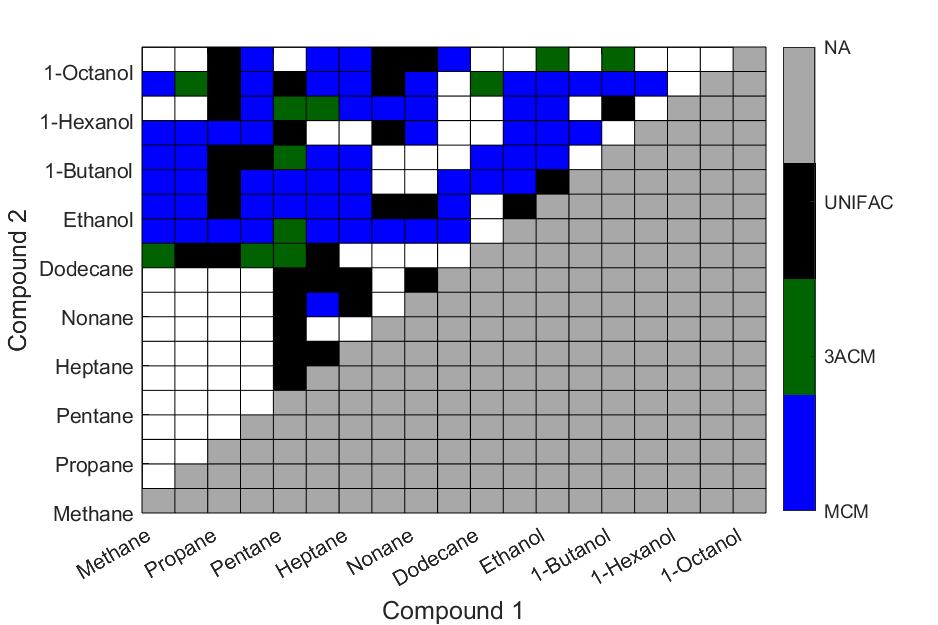 NA
1-Octanol
1-Hexanol
1-Butanol
Ethanol
Dodecane
Nonane
Heptane
Pentane
Propane
Methane
Compound 2
UNIFAC
3ACM
MCM
Methane
Propane
Pentane
Heptane
Nonane
Dodecane
Ethanol
1-Butanol
1-Hexanol
1-Octanol
Compound 1